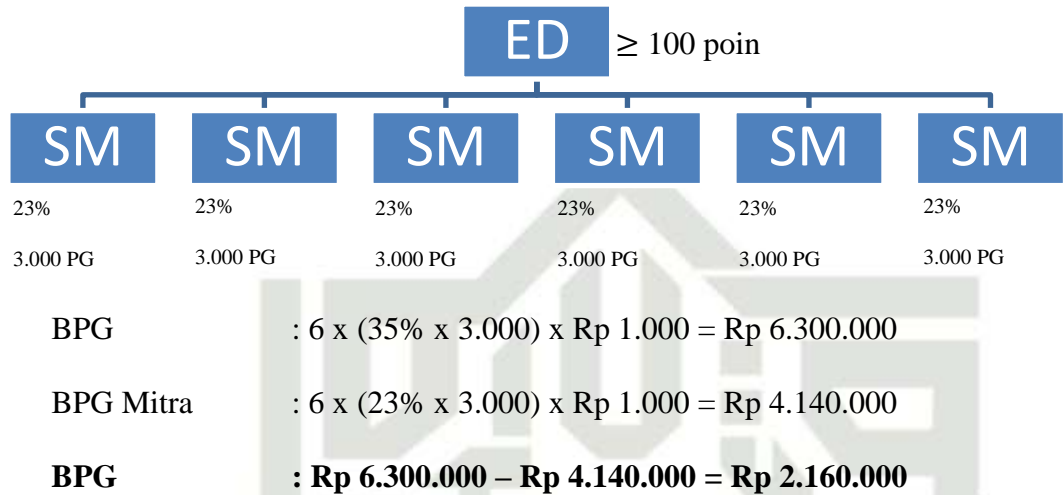 ED ≥ 100 poin
SM SM SM SM SM SM
23% 23% 23% 23% 23% 23%
3.000 PG 3.000 PG 3.000 PG 3.000 PG 3.000 PG 3.000 PG
BPG : 6 x (35% x 3.000) x Rp 1.000 = Rp 6.300.000
BPG Mitra : 6 x (23% x 3.000) x Rp 1.000 = Rp 4.140.000
BPG : Rp 6.300.000 – Rp 4.140.000 = Rp 2.160.000